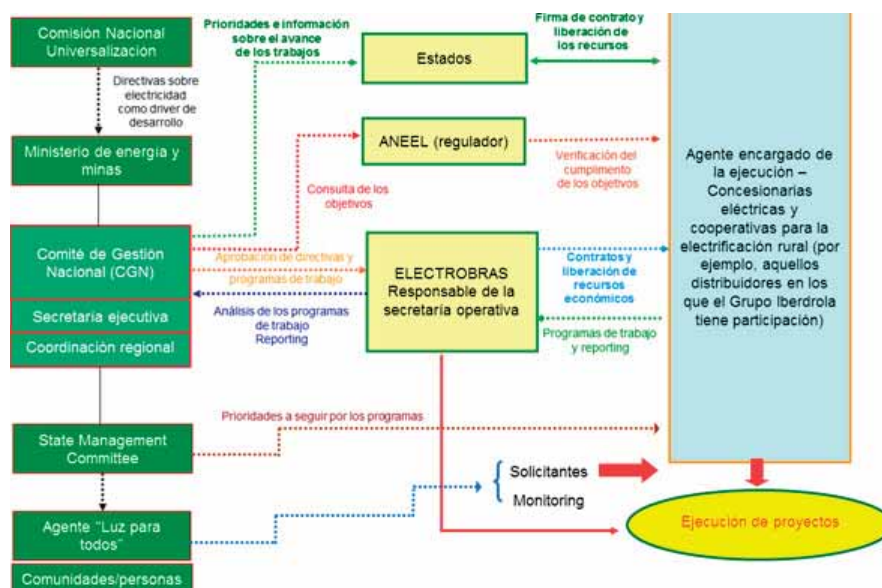 Comisión Nacional
Universalización
Directivas sobre
electricidad
como driver de
desarrollo
Ministerio de energía y
minas
Comité de Gestión
Nacional (CGN)
Secretaría ejecutiva
Coordinación regional
State Management
Committee
Agente "Luz para
todos"
Comunidades/personas
Prioridades e información
sobre el avance
de los trabajos
Consulta de los
objetivos
Aprobación de directivas y
programas de trabajo
Análisis de los programas
de trabajo
Reporting
Prioridades a seguir por los programas
Estados
ANEEL (regulador)
ELECTROBRAS
Responsable de la
secretaría operativa
Solicitantes
Monitoring
Firma de contrato y
liberación de
los recursos
Verificación del
cumplimento
de los objetivos
Contratos y
liberación de
recursos
económicos
Programas de trabajo
y reporting
Agente encargado de
la ejecución –
Concesionarias
eléctricas y
cooperativas para la
electrificación rural (por
ejemplo, aquellos
distribuidores en los
que el Grupo Iberdrola
tiene participación)
Ejecución de proyectos